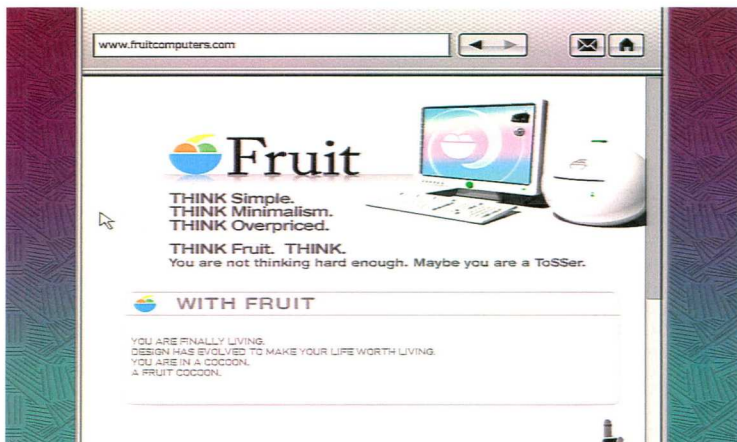 www.fruitcomputers.com
Fruit
THINK Simple.
THINK Minimalism.
THINK Overpriced.
THINK Fruit. THINK.
You are not thinking hard enough. Maybe you are a ToSSer.
WITH FRUIT
YOU ARE FINALLY LIVING.
DESIGN HAS EVOLVED TO MAKE YOUR LIFE WORTH LIVING.
YOU ARE IN A COCOON.
A FRUIT COCOON.